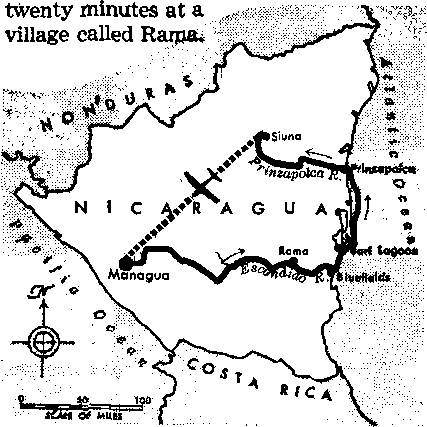 twenty minutes at a
village called Rama.
HONDURAS
Atlantic Ocean
Siuna
Prinzapolca R.
Prinzapolca
NICARAGUA
Pearl Lagoon
Rama
Managua
Escondido R.
Bluefields
Pacific Ocean
N
COSTA RICA
0 50 100
SCALE OF MILES